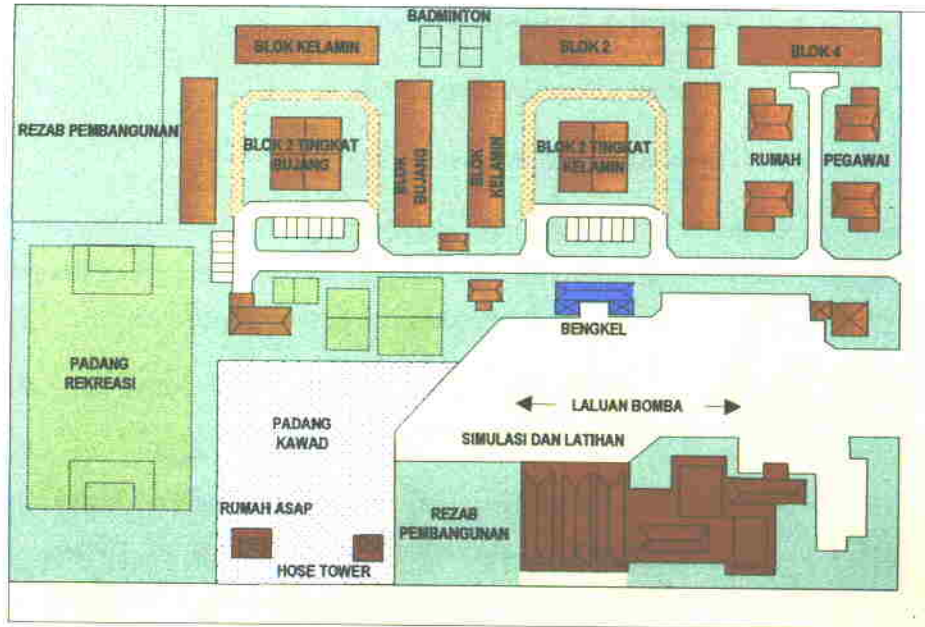 BADMINTON
BLOK KELAMIN
BLOK 2
BLOK 4
REZAB PEMBANGUNAN
BLOK 2 TINGKAT
BUJANG
BLOK
BUJANG
BLOK
KELAMIN
BLOK 2 TINGKAT
KELAMIN
RUMAH
PEGAWAI
BENGKEL
PADANG
REKREASI
PADANG
KAWAD
LALUAN BOMBA
SIMULASI DAN LATIHAN
RUMAH ASAP
HOSE TOWER
REZAB
PEMBANGUNAN